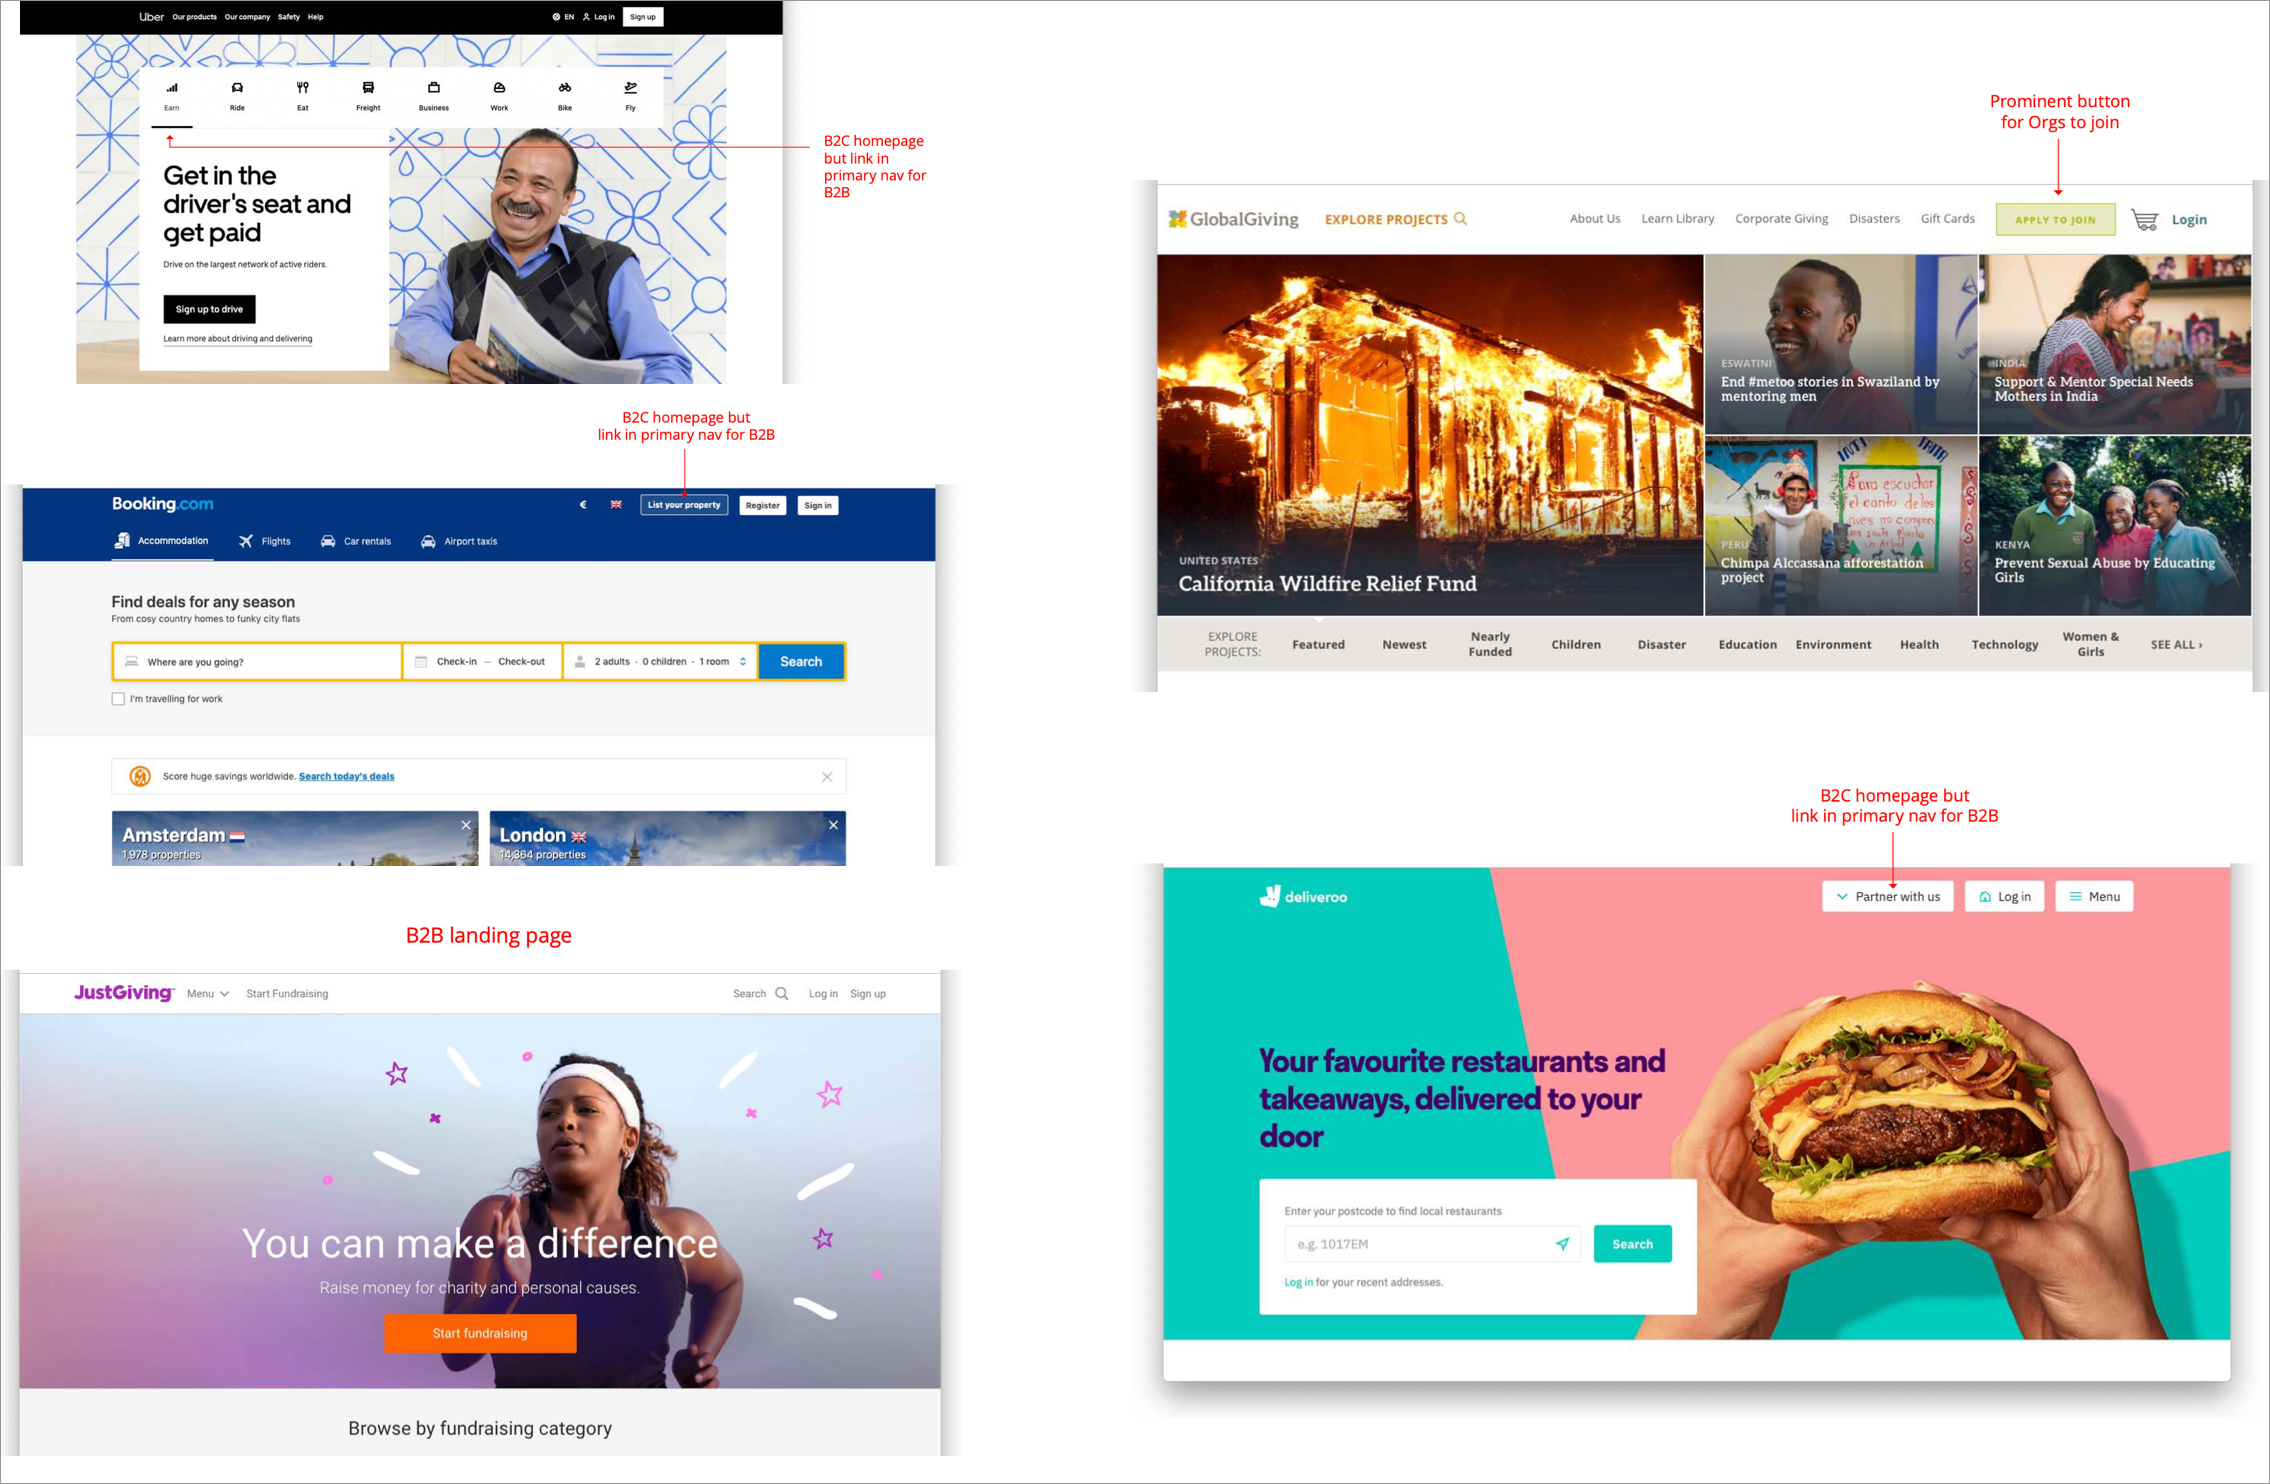 Uber Our products Our company Safety Help EN Log in Sign up
Earn Ride Eat Freight Business Work Bike Fly
Get in the
driver's seat and
get paid
Drive on the largest network of active riders.
Sign up to drive
Learn more about driving and delivering
B2C homepage
but link in
primary nav for
B2B
B2C homepage but
link in primary nav for B2B
Booking.com € List your property Register Sign in
Accommodation Flights Car rentals Airport taxis
Find deals for any season
From cosy country homes to funky city flats
Where are you going? Check-in — Check-out 2 adults · 0 children · 1 room Search
I'm travelling for work
Score huge savings worldwide. Search today's deals
Amsterdam
1,978 properties
London
14,364 properties
B2B landing page
JustGiving™ Menu Start Fundraising Search Log in Sign up
You can make a difference
Raise money for charity and personal causes.
Start fundraising
Browse by fundraising category
Prominent button
for Orgs to join
GlobalGiving EXPLORE PROJECTS About Us Learn Library Corporate Giving Disasters Gift Cards APPLY TO JOIN Login
UNITED STATES
California Wildfire Relief Fund
ESWATINI
End #metoo stories in Swaziland by
mentoring men
INDIA
Support & Mentor Special Needs
Mothers in India
Para escuchar
el canto de los
aves no
PERU
Chimpa Alccassana afforestation
project
KENYA
Prevent Sexual Abuse by Educating
Girls
EXPLORE
PROJECTS:
Featured
Newest
Nearly
Funded
Children
Disaster
Education
Environment
Health
Technology
Women &
Girls
SEE ALL ›
B2C homepage but
link in primary nav for B2B
deliveroo Partner with us Log in Menu
Your favourite restaurants and
takeaways, delivered to your
door
Enter your postcode to find local restaurants
e.g. 1017EM Search
Log in for your recent addresses.